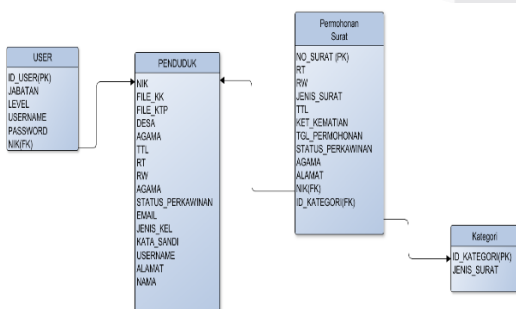 USER
ID_USER(PK)
JABATAN
LEVEL
USERNAME
PASSWORD
NIK(FK)
PENDUDUK
NIK
FILE_KK
FILE_KTP
DESA
AGAMA
TTL
RT
RW
AGAMA
STATUS_PERKAWINAN
EMAIL
JENIS_KEL
KATA_SANDI
USERNAME
ALAMAT
NAMA
Permohonan
Surat
NO_SURAT (PK)
RT
RW
JENIS_SURAT
TTL
KET_KEMATIAN
TGL_PERMOHONAN
STATUS_PERKAWINAN
AGAMA
ALAMAT
NIK(FK)
ID_KATEGORI(FK)
Kategori
ID_KATEGORI(PK)
JENIS_SURAT